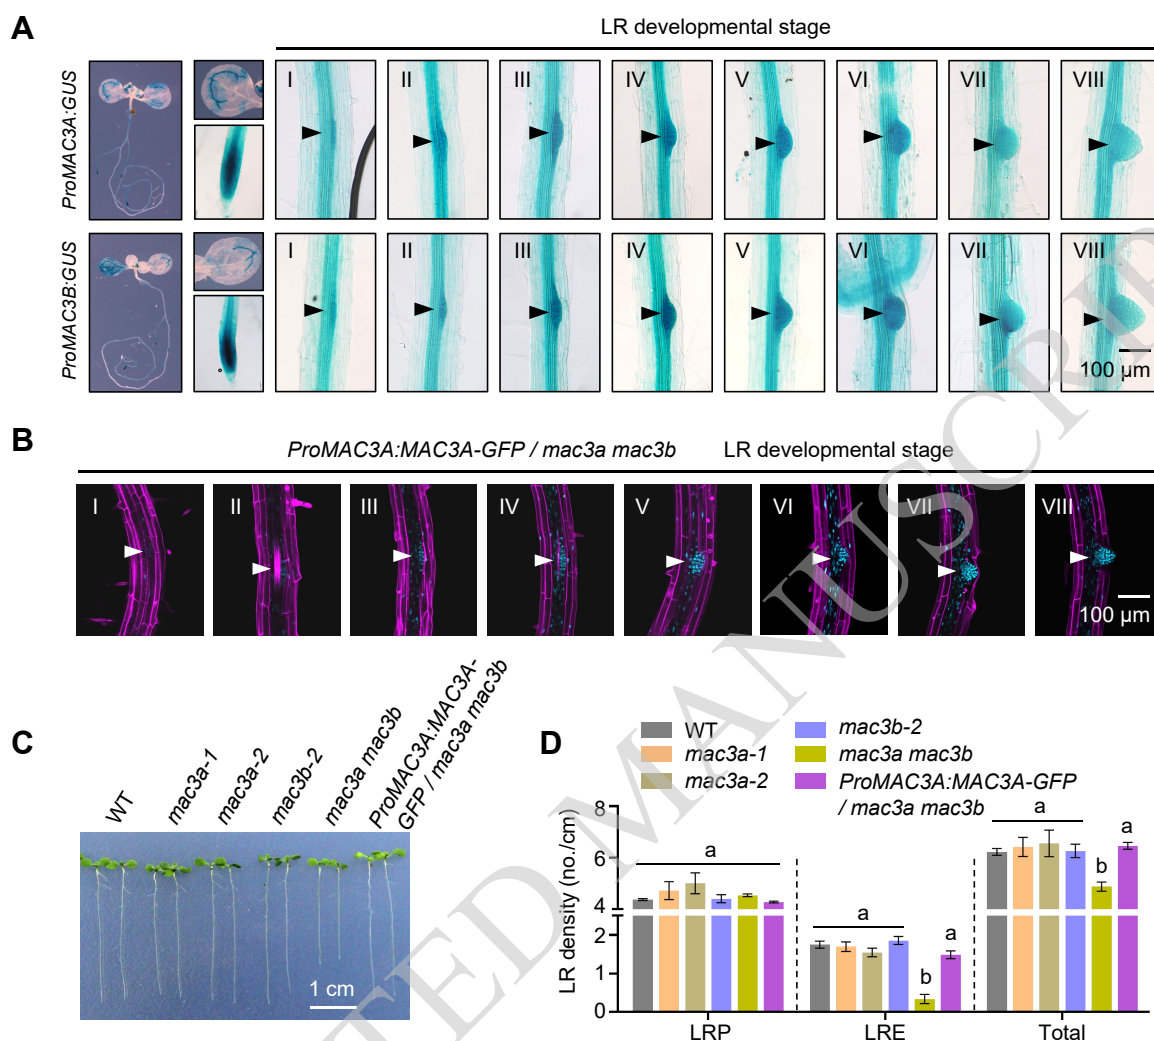 A
LR developmental stage
ProMAC3A:GUS
I II III IV V VI VII VIII
ProMAC3B:GUS
I II III IV V VI VII VIII
100 µm
B
ProMAC3A:MAC3A-GFP / mac3a mac3b LR developmental stage
I II III IV V VI VII VIII
100 µm
C
WT
mac3a-1
mac3a-2
mac3b-2
mac3a mac3b
ProMAC3A:MAC3A-
GFP / mac3a mac3b
1 cm
D
WT
mac3a-1
mac3a-2
mac3b-2
mac3a mac3b
ProMAC3A:MAC3A-GFP
/ mac3a mac3b
LR density (no./cm)
8
6
4
2
1
0
a
a
b
a
a
b
a
LRP LRE Total
TED MANUSCRIP